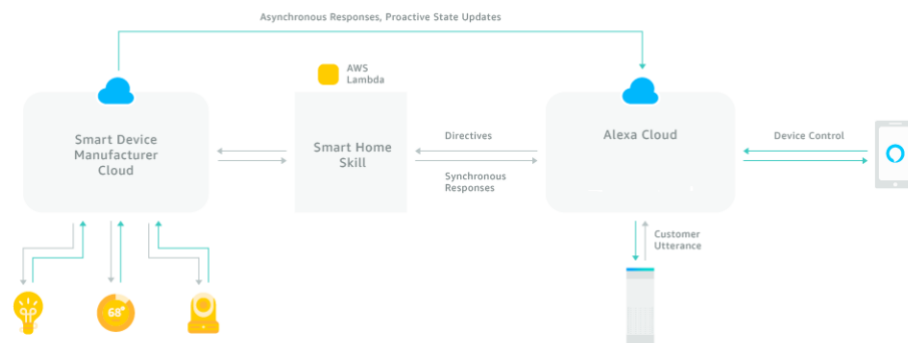 Asynchronous Responses, Proactive State Updates
AWS
Lambda
Smart Device
Manufacturer
Cloud
Smart Home
Skill
Directives
Synchronous
Responses
Alexa Cloud
Device Control
Customer
Utterance
68°